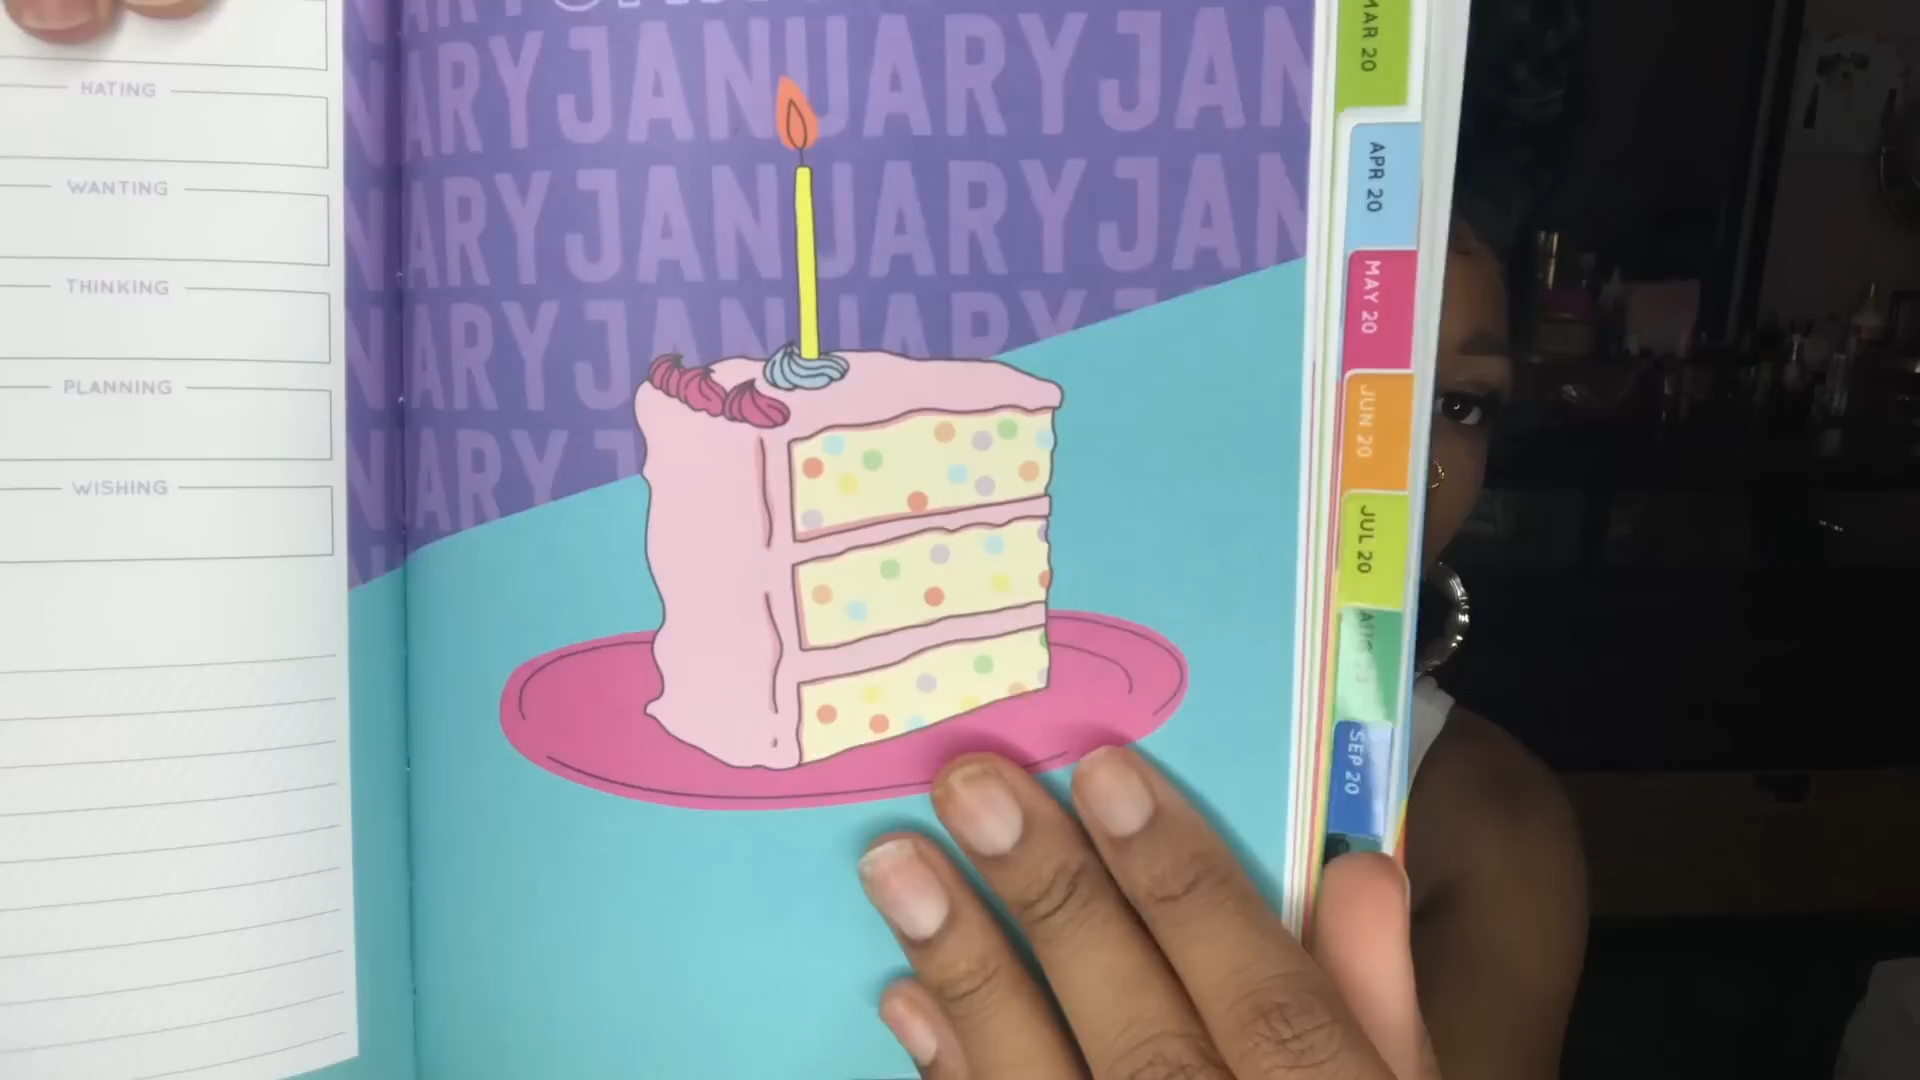 HATING
WANTING
THINKING
PLANNING
WISHING
ARYJANUARYJAN
ARYJANUARYJAN
ARYJANUARYJ
ARY
MAR 20
APR 20
MAY 20
JUN 20
JUL 20
SEP 20